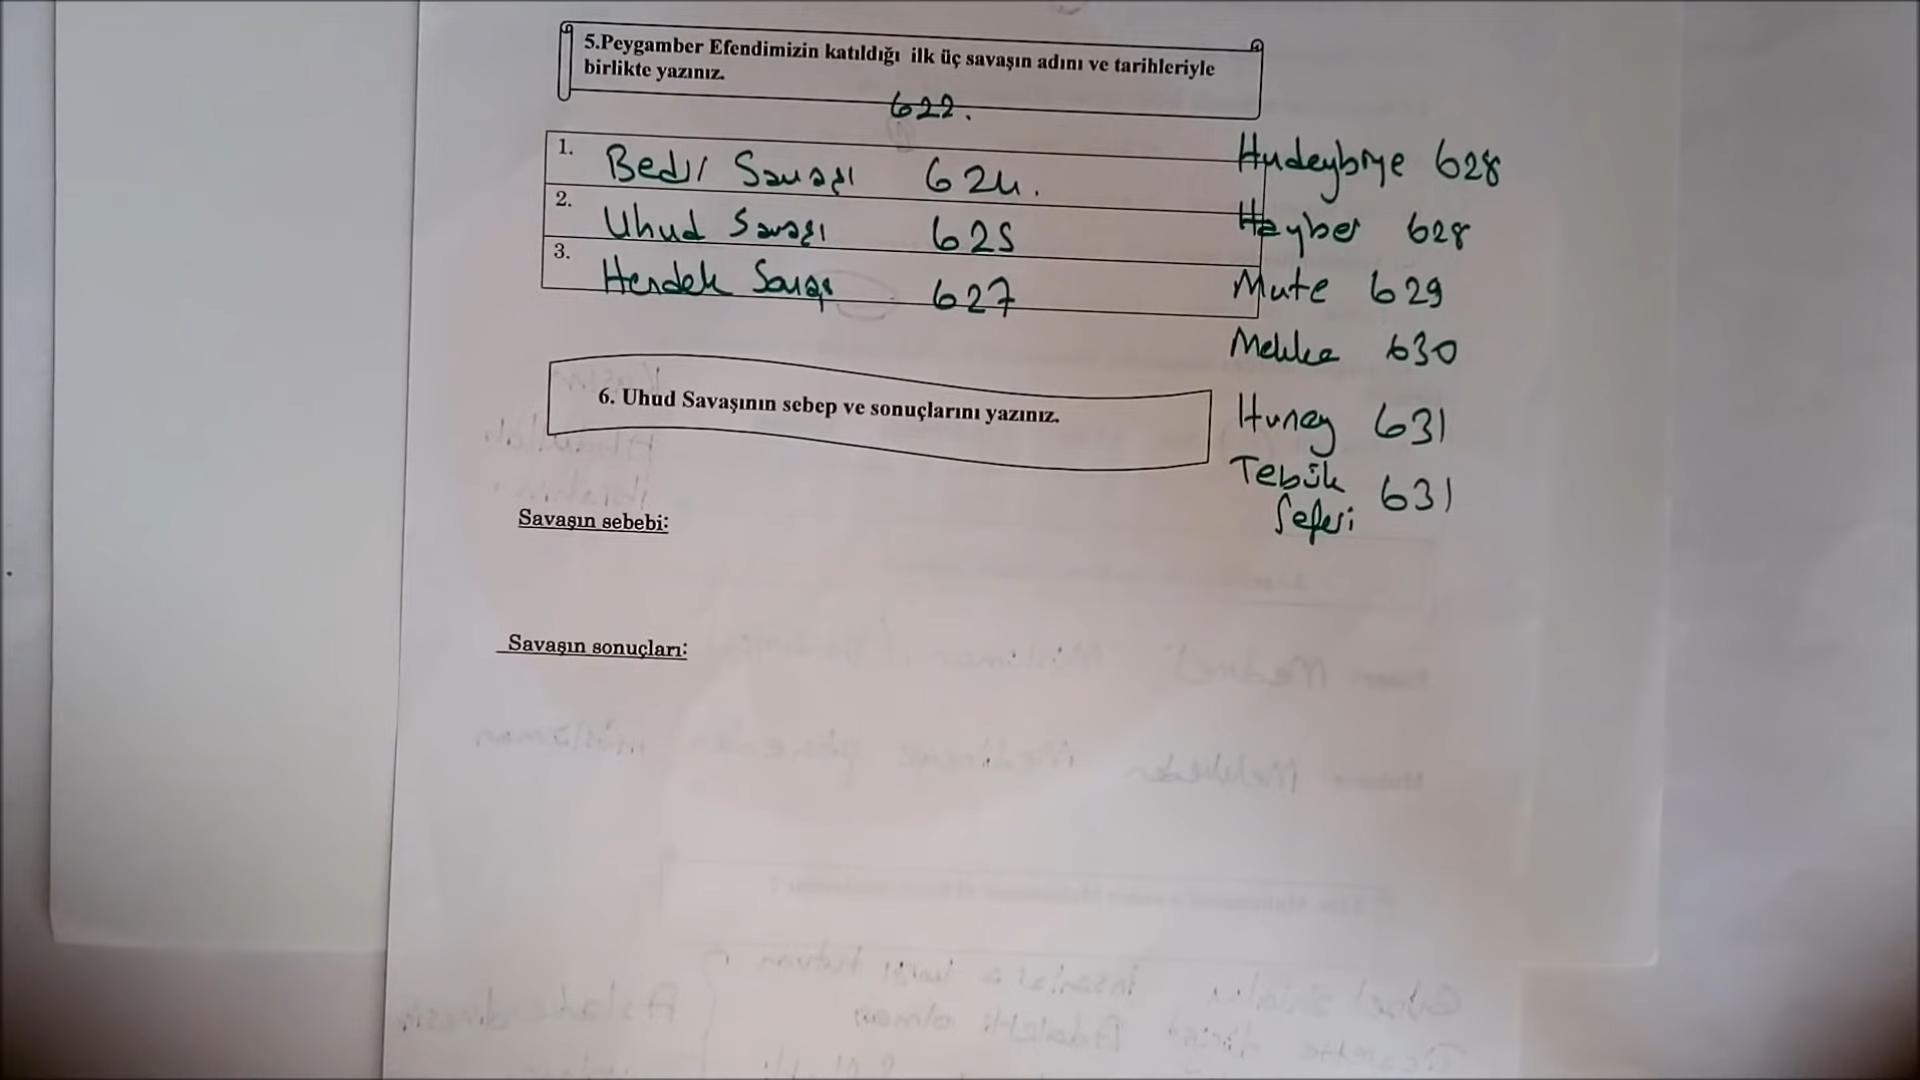 5.Peygamber Efendimizin katıldığı ilk üç savaşın adını ve tarihleriyle
birlikte yazınız.
622.
1. Bedir Savaşı 624.
2. Uhud Savaşı 625
3. Hendek Savaşı 627
Hudeybiye 628
Hayber 628
Mute 629
Mekke 630
Huney 631
Tebük 631
Seferi
6. Uhud Savaşının sebep ve sonuçlarını yazınız.
Savaşın sebebi:
Savaşın sonuçları: